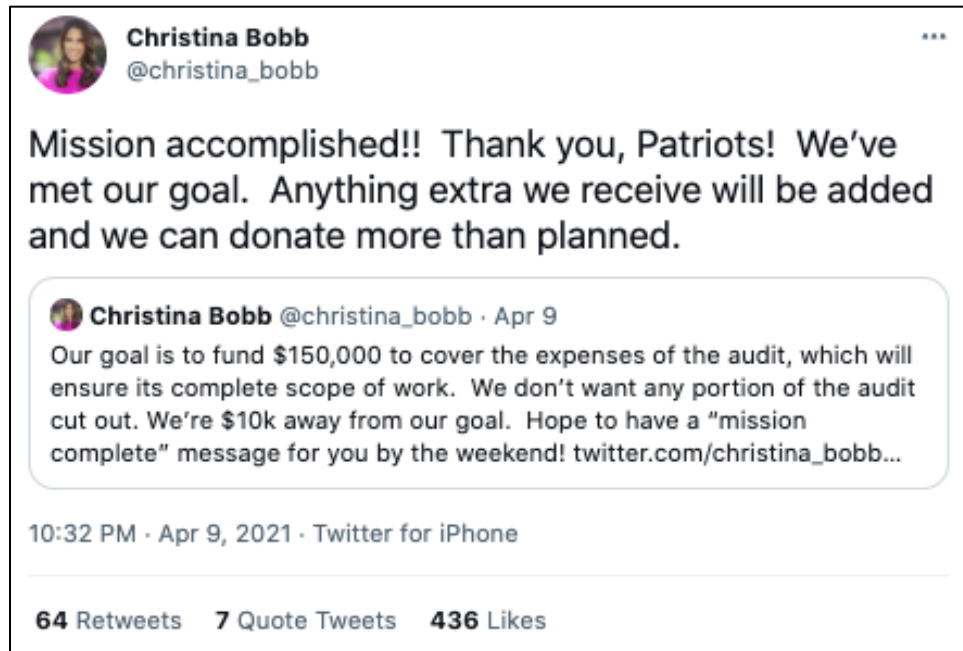 Christina Bobb
@christina_bobb
Mission accomplished!!  Thank you, Patriots!  We’ve
met our goal.  Anything extra we receive will be added
and we can donate more than planned.
Christina Bobb @christina_bobb · Apr 9
Our goal is to fund $150,000 to cover the expenses of the audit, which will
ensure its complete scope of work.  We don’t want any portion of the audit
cut out. We’re $10k away from our goal.  Hope to have a “mission
complete” message for you by the weekend! twitter.com/christina_bobb...
10:32 PM · Apr 9, 2021 · Twitter for iPhone
64 Retweets 7 Quote Tweets 436 Likes